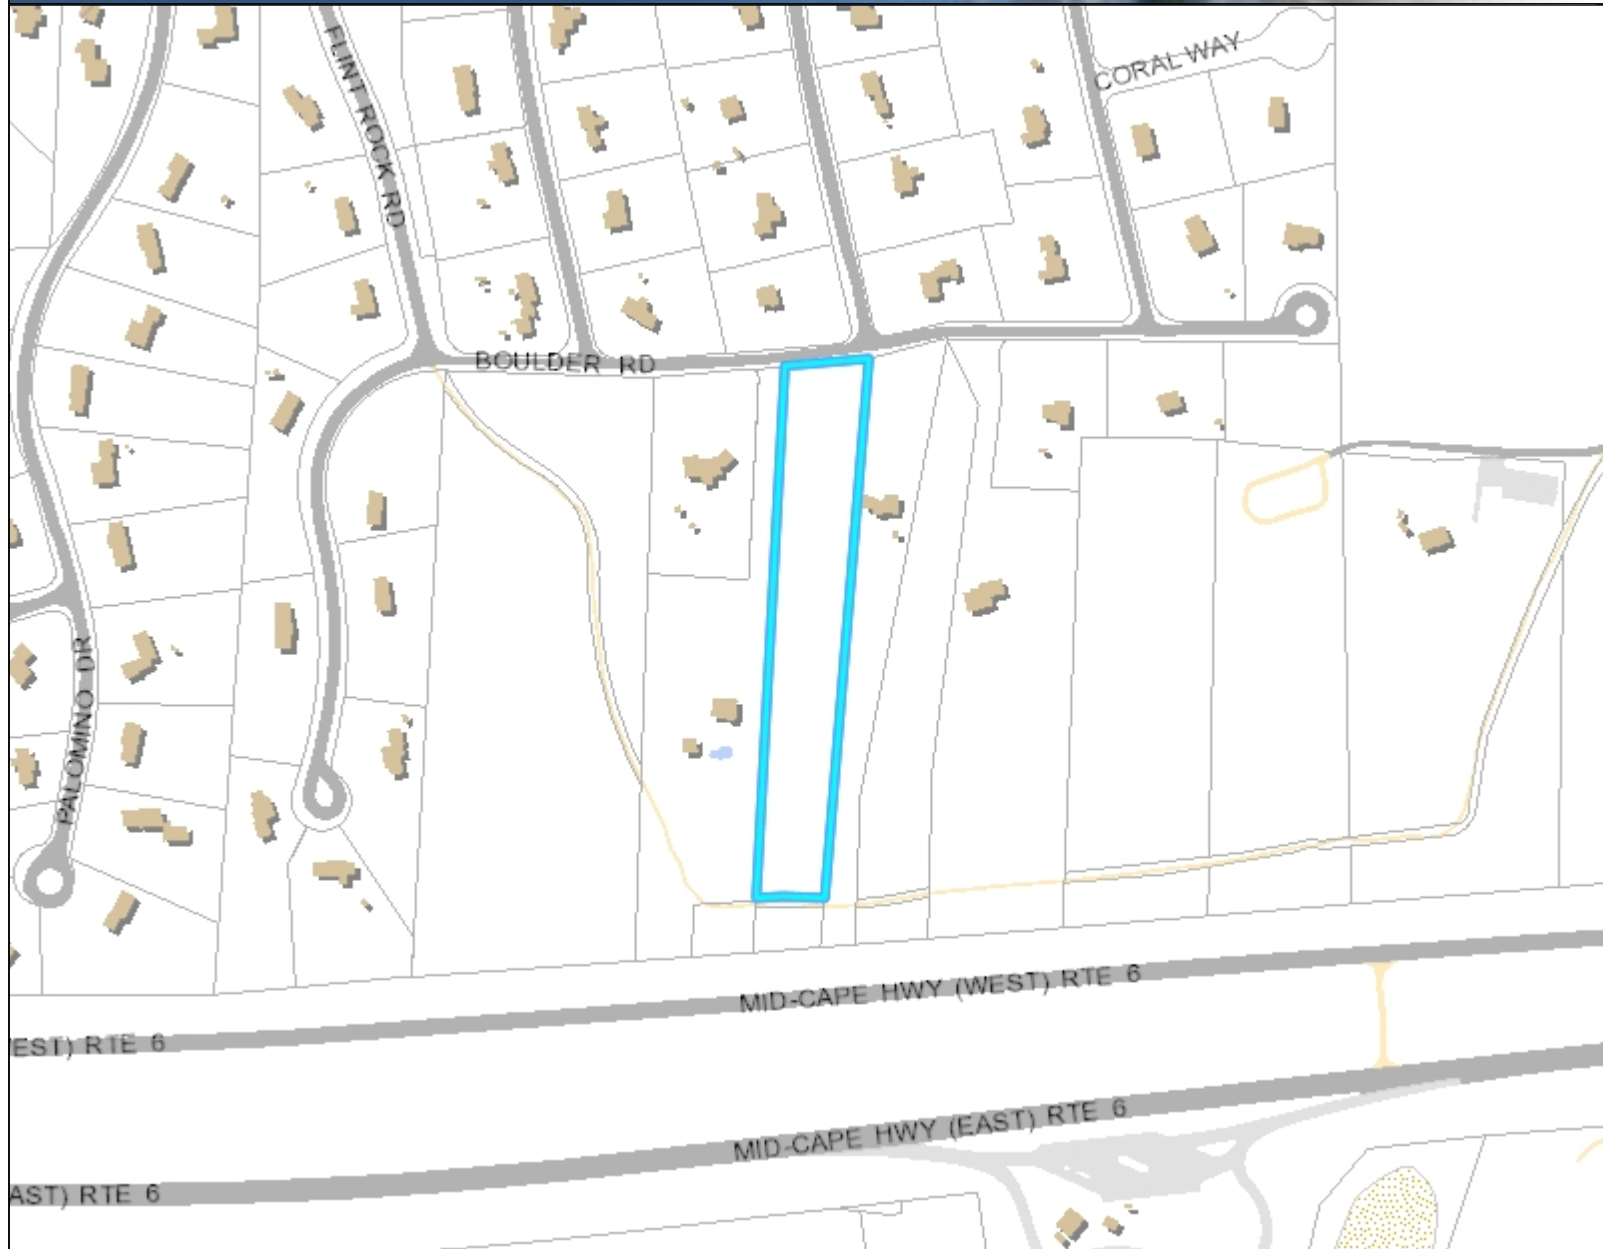 CORAL WAY
FLINT ROCK RD
BOULDER RD
PALOMINO DR
MID-CAPE HWY (WEST) RTE 6
EST) RTE 6
MID-CAPE HWY (EAST) RTE 6
AST) RTE 6